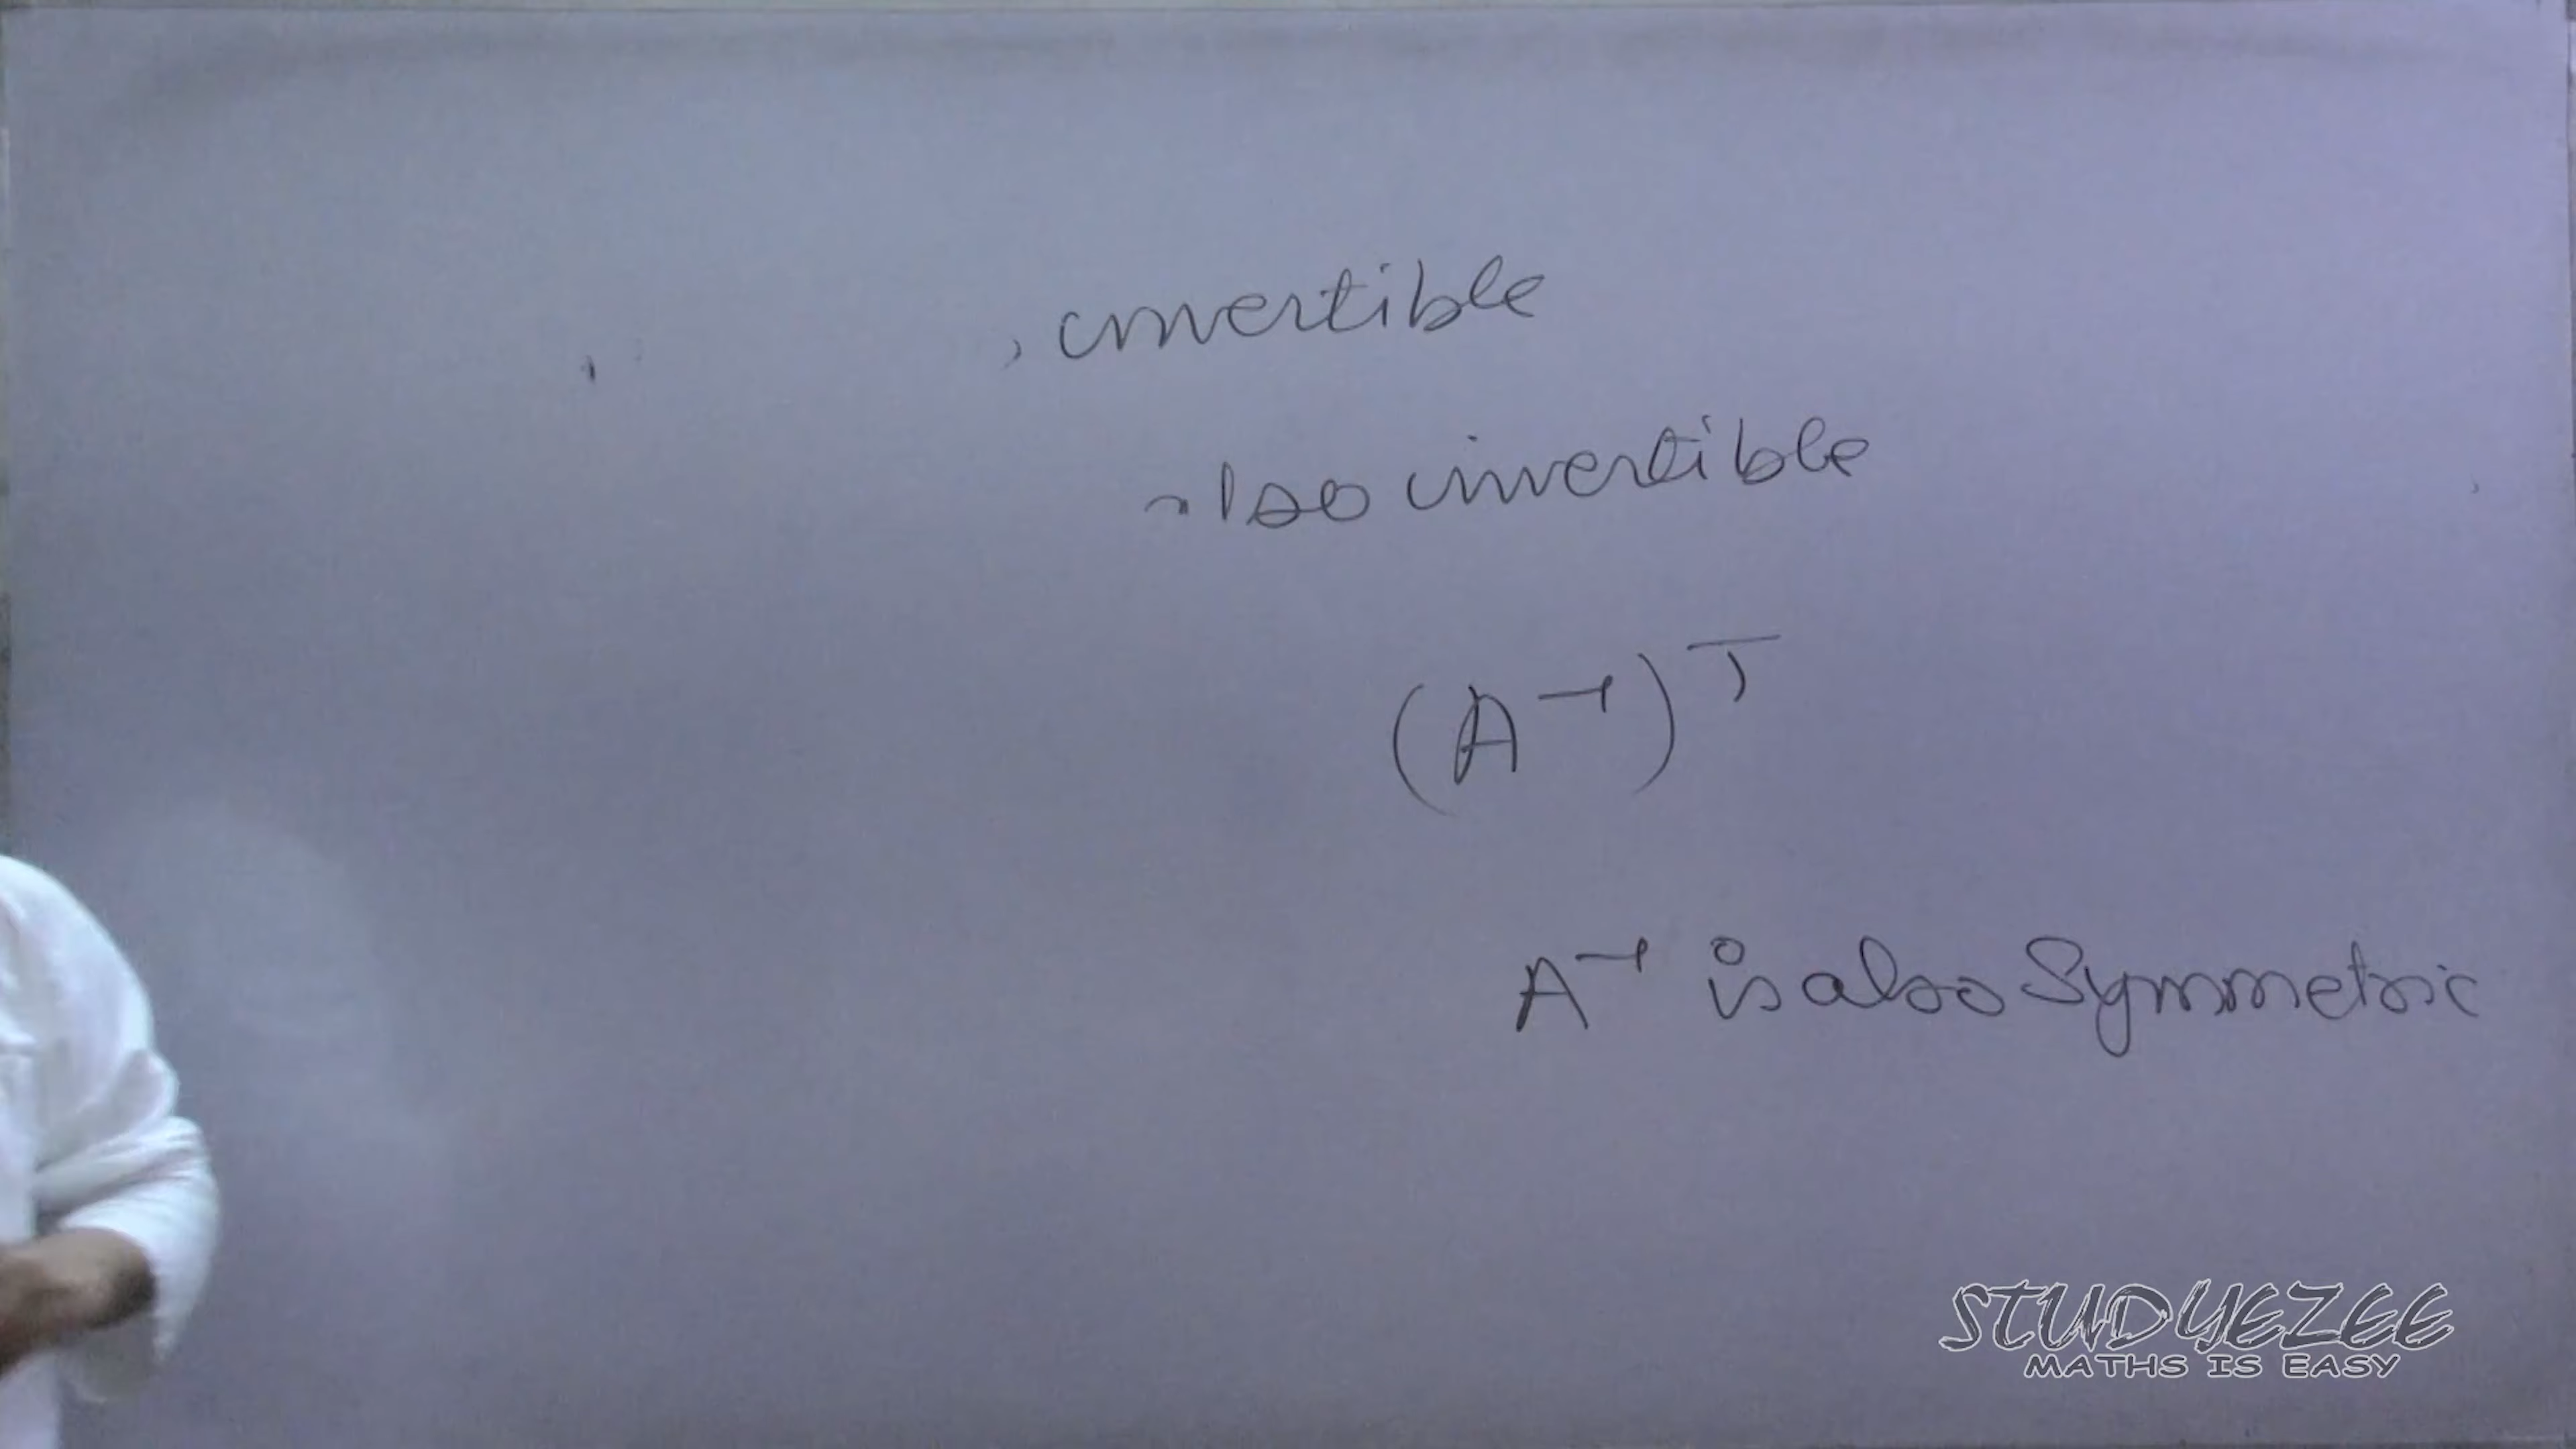 , invertible
also invertible
(A⁻¹)ᵀ
A⁻¹ is also Symmetric
STUDYEZEE
MATHS IS EASY